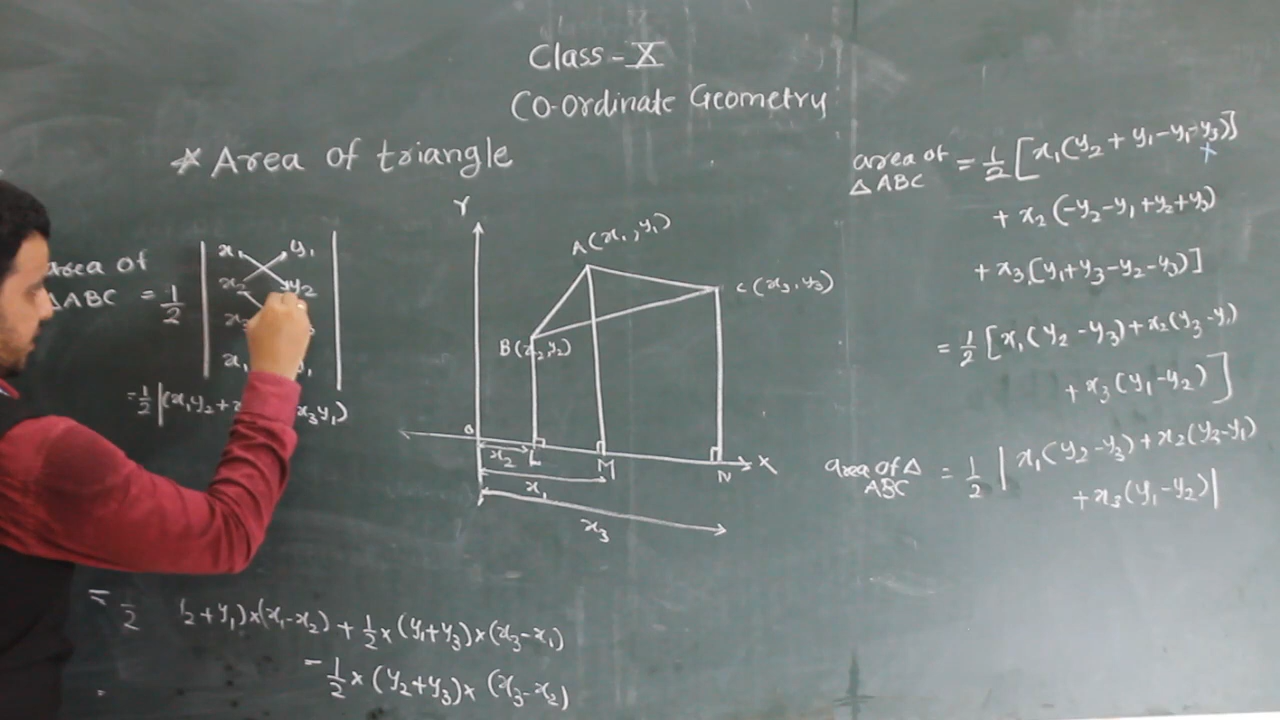 Class-X
CO-Ordinate Geometry
* Area of triangle
area of
△ABC = 1/2
x₁ y₁
x₂ y₂
x₁
= 1/2 |(x₁y₂+ x₃y₁)
Y
A(x₁,y₁)
C(x₃,y₃)
B(x₂,y₂)
X
L
M
N
x₂
x₁
x₃
= 1/2 y₁)×(x₁-x₂) + 1/2×(y₁+y₃)×(x₃-x₁)
- 1/2×(y₂+y₃)×(x₃-x₂)
area of △ABC = 1/2 [x₁(y₂+y₁-y₁-y₃)]
+ x₂(-y₂-y₁+y₂+y₃)
+ x₃(y₁+y₃-y₂-y₃)]
= 1/2 [x₁(y₂-y₃)+x₂(y₃-y₁)
+ x₃(y₁-y₂)]
area of △ ABC = 1/2 | x₁(y₂-y₃)+x₂(y₃-y₁)
+ x₃(y₁-y₂)|